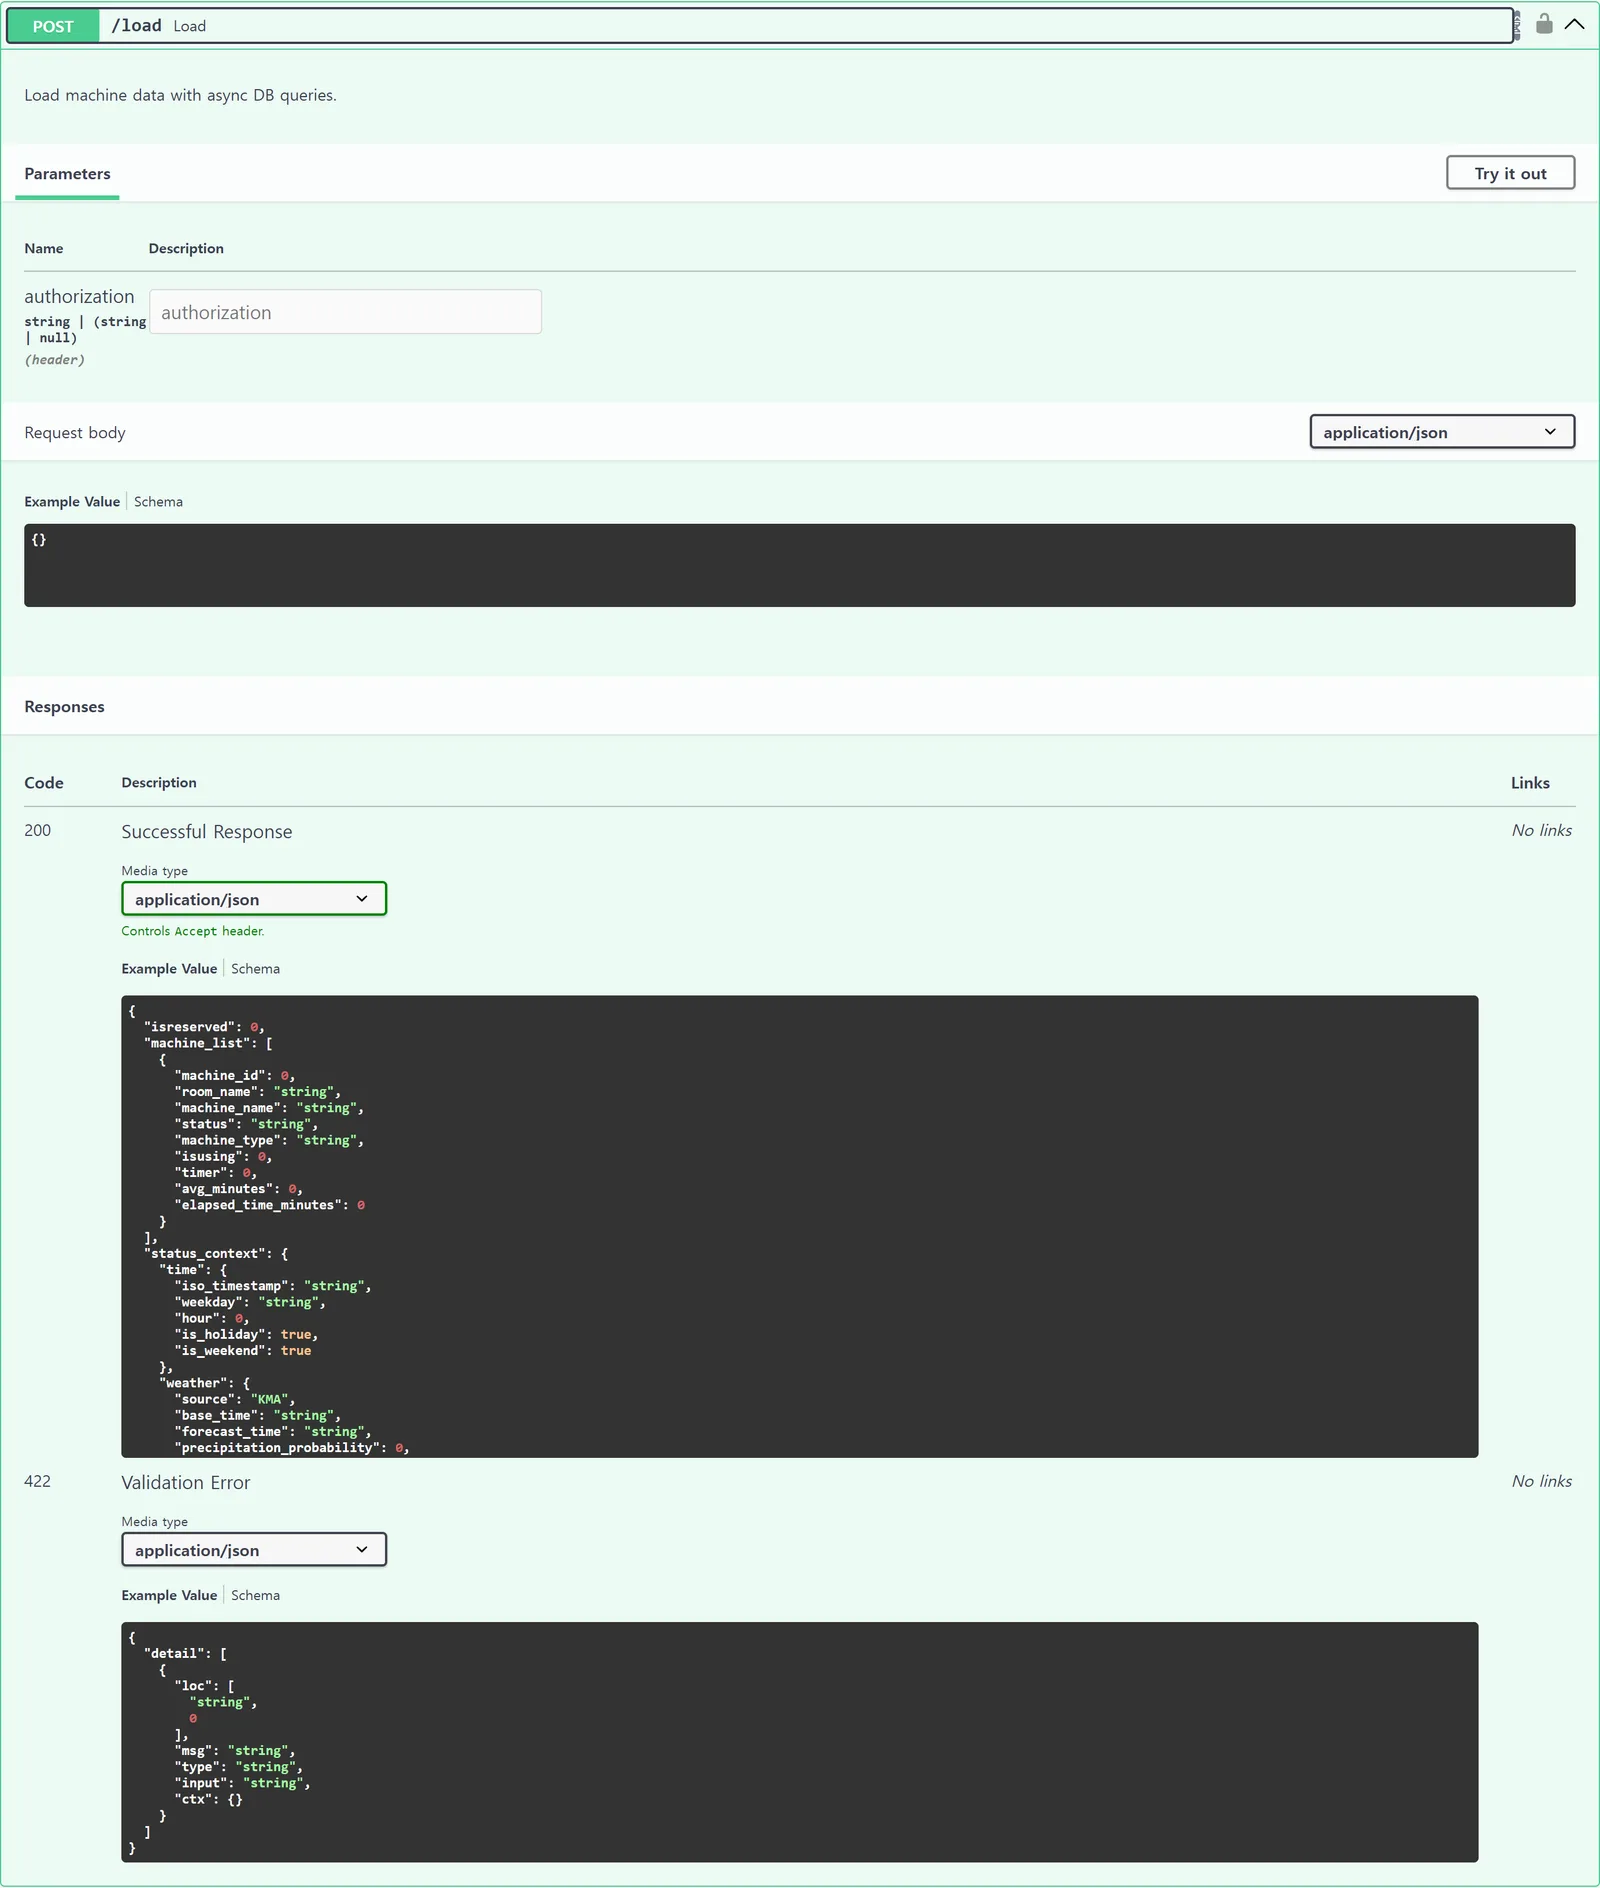 POST /load Load
Load machine data with async DB queries.
Parameters
Try it out
Name Description
authorization
string | (string
| null)
(header)
authorization
Request body
application/json
Example Value Schema
{}
Responses
Code Description Links
200 Successful Response No links
Media type
application/json
Controls Accept header.
Example Value Schema
{
"isreserved": 0,
"machine_list": [
{
"machine_id": 0,
"room_name": "string",
"machine_name": "string",
"status": "string",
"machine_type": "string",
"isusing": 0,
"timer": 0,
"avg_minutes": 0,
"elapsed_time_minutes": 0
}
],
"status_context": {
"time": {
"iso_timestamp": "string",
"weekday": "string",
"hour": 0,
"is_holiday": true,
"is_weekend": true
},
"weather": {
"source": "KMA",
"base_time": "string",
"forecast_time": "string",
"precipitation_probability": 0,
422 Validation Error No links
Media type
application/json
Example Value Schema
{
"detail": [
{
"loc": [
"string",
0
],
"msg": "string",
"type": "string",
"input": "string",
"ctx": {}
}
]
}